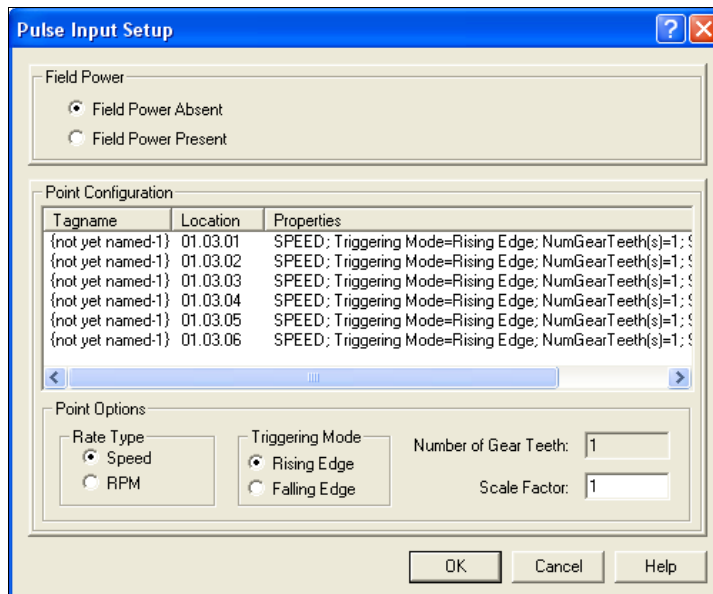 Pulse Input Setup
Field Power
Field Power Absent
Field Power Present
Point Configuration
Tagname Location Properties
{not yet named-1} 01.03.01 SPEED; Triggering Mode=Rising Edge; NumGearTeeth(s)=1; S
{not yet named-1} 01.03.02 SPEED; Triggering Mode=Rising Edge; NumGearTeeth(s)=1; S
{not yet named-1} 01.03.03 SPEED; Triggering Mode=Rising Edge; NumGearTeeth(s)=1; S
{not yet named-1} 01.03.04 SPEED; Triggering Mode=Rising Edge; NumGearTeeth(s)=1; S
{not yet named-1} 01.03.05 SPEED; Triggering Mode=Rising Edge; NumGearTeeth(s)=1; S
{not yet named-1} 01.03.06 SPEED; Triggering Mode=Rising Edge; NumGearTeeth(s)=1; S
Point Options
Rate Type
Speed
RPM
Triggering Mode
Rising Edge
Falling Edge
Number of Gear Teeth: 1
Scale Factor: 1
OK Cancel Help